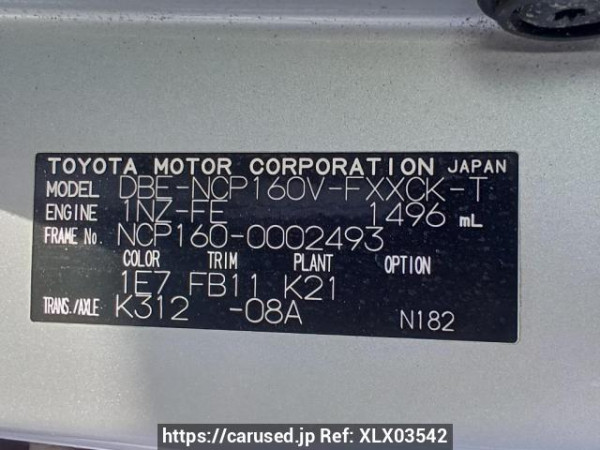 TOYOTA MOTOR CORPORATION JAPAN
MODEL DBE-NCP160V-FXXCK-T
ENGINE 1NZ-FE 1496 mL
FRAME No. NCP160-0002493
COLOR TRIM PLANT OPTION
1E7 FB11 K21
TRANS./AXLE K312 -08A N182
https://carused.jp Ref: XLX03542